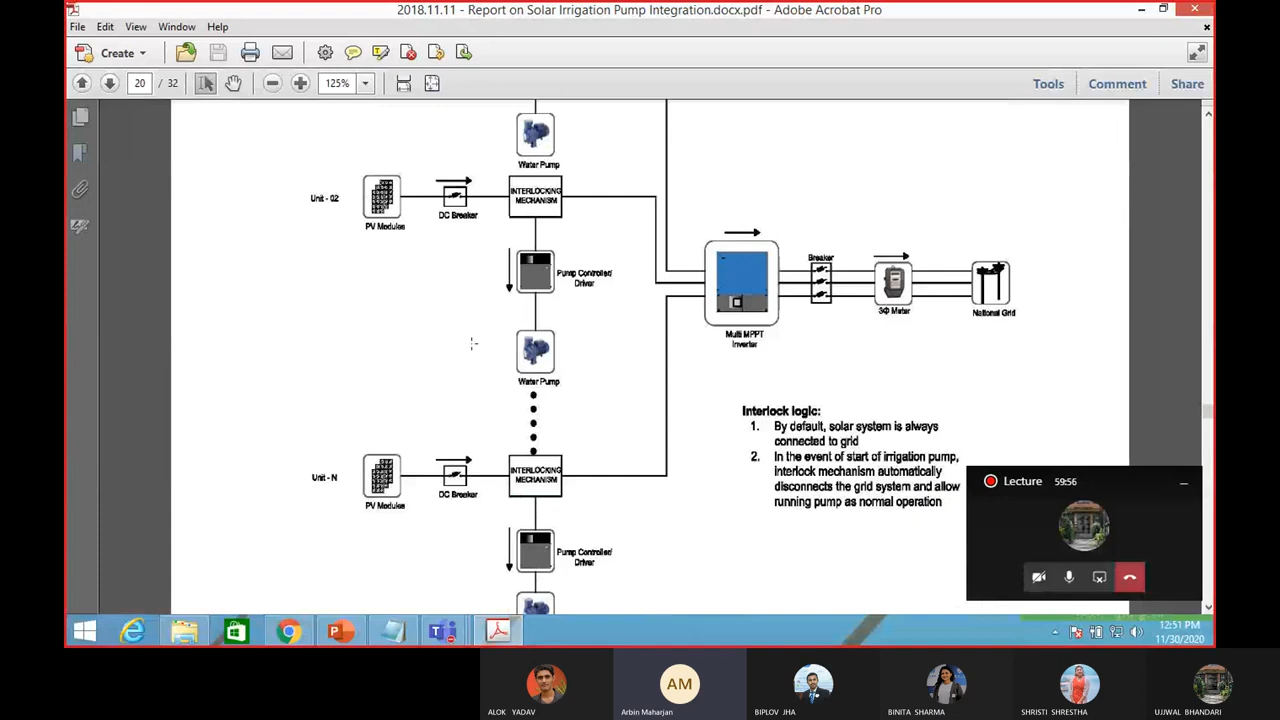 2018.11.11 - Report on Solar Irrigation Pump Integration.docx.pdf - Adobe Acrobat Pro
File Edit View Window Help
Create
20 / 32 125% Tools Comment Share
Water Pump
Unit - 02
PV Modules
DC Breaker
INTERLOCKING
MECHANISM
Pump Controller/
Driver
Water Pump
Multi MPPT
Inverter
Breaker
3Φ Meter
National Grid
Interlock logic:
1. By default, solar system is always
connected to grid
2. In the event of start of irrigation pump,
interlock mechanism automatically
disconnects the grid system and allow
running pump as normal operation
Unit - N
PV Modules
DC Breaker
INTERLOCKING
MECHANISM
Pump Controller/
Driver
Lecture 59:56
12:51 PM
11/30/2020
AM
ALOK YADAV
Arbin Maharjan
BIPLOV JHA
BINITA SHARMA
SHRISTI SHRESTHA
UJJWAL BHANDARI